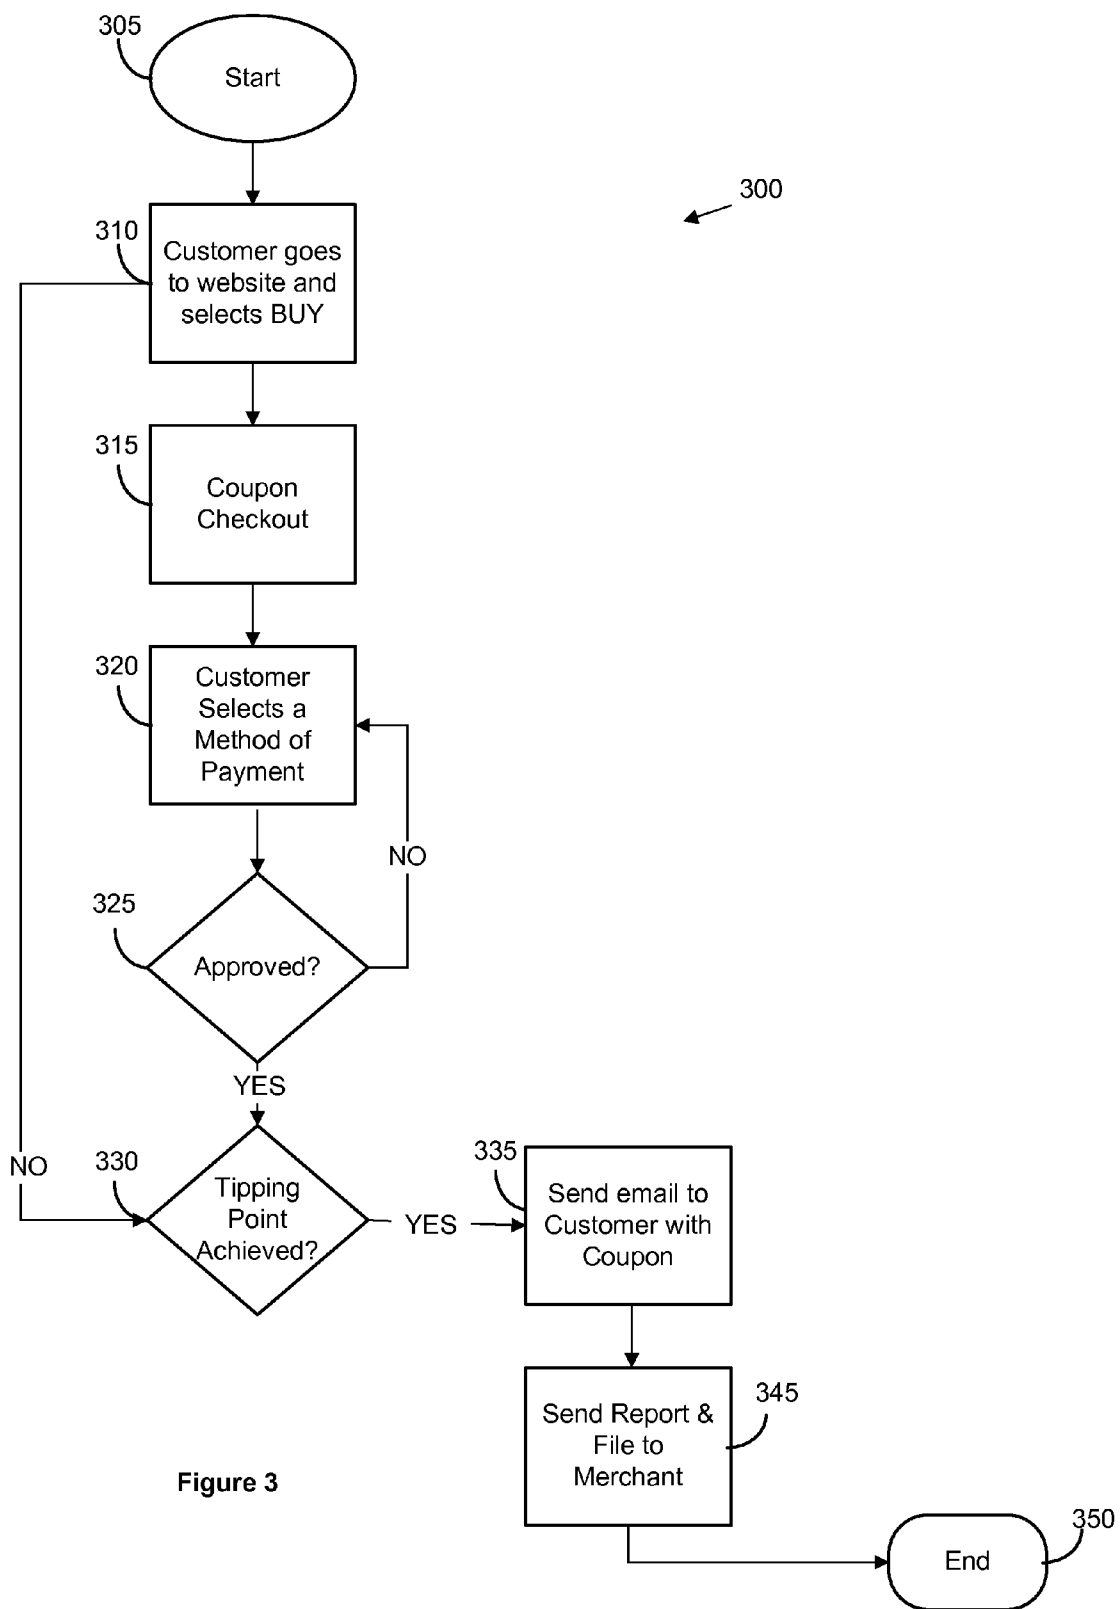 305
Start
300
310
Customer goes
to website and
selects BUY
315
Coupon
Checkout
320
Customer
Selects a
Method of
Payment
NO
325
Approved?
YES
NO
330
Tipping
Point
Achieved?
YES
335
Send email to
Customer with
Coupon
345
Send Report &
File to
Merchant
Figure 3
350
End